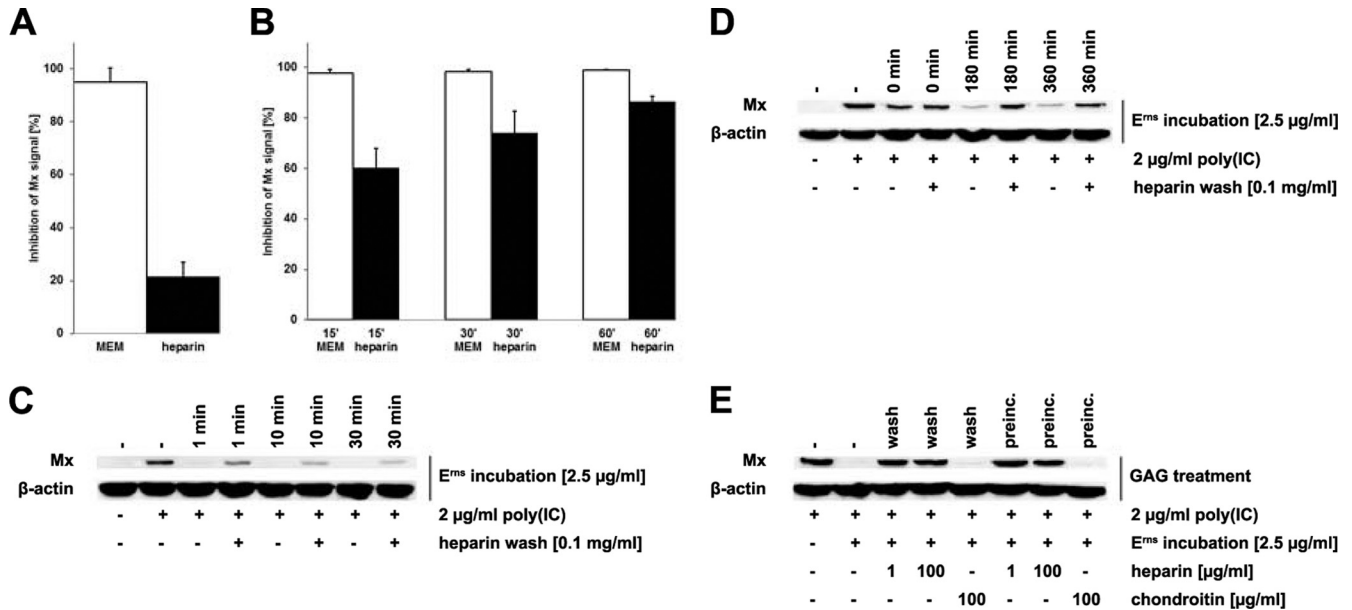 A
Inhibition of Mx signal [%]
100
80
60
40
20
0
MEM heparin
B
Inhibition of Mx signal [%]
100
80
60
40
20
0
15' 15' 30' 30' 60' 60'
MEM heparin MEM heparin MEM heparin
C
- - 1 min 1 min 10 min 10 min 30 min 30 min
Mx
β-actin
Eʳⁿˢ incubation [2.5 µg/ml]
- + + + + + + + 2 µg/ml poly(IC)
- - - + - + - + heparin wash [0.1 mg/ml]
D
- - 0 min 0 min 180 min 180 min 360 min 360 min
Mx
β-actin
Eʳⁿˢ incubation [2.5 µg/ml]
- + + + + + + + 2 µg/ml poly(IC)
- - - + - + - + heparin wash [0.1 mg/ml]
E
- - wash wash wash preinc. preinc. preinc.
Mx
β-actin
GAG treatment
+ + + + + + + + 2 µg/ml poly(IC)
- + + + + + + + Eʳⁿˢ incubation [2.5 µg/ml]
- - 1 100 - 1 100 - heparin [µg/ml]
- - - - 100 - - 100 chondroitin [µg/ml]